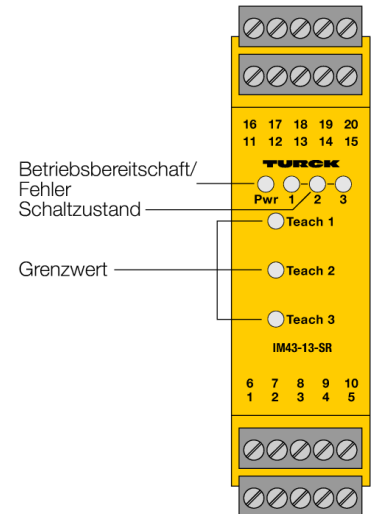 16 17 18 19 20
11 12 13 14 15
TURCK
Betriebsbereitschaft/
Fehler
Schaltzustand
Pwr 1 2 3
Teach 1
Grenzwert
Teach 2
Teach 3
IM43-13-SR
6 7 8 9 10
1 2 3 4 5